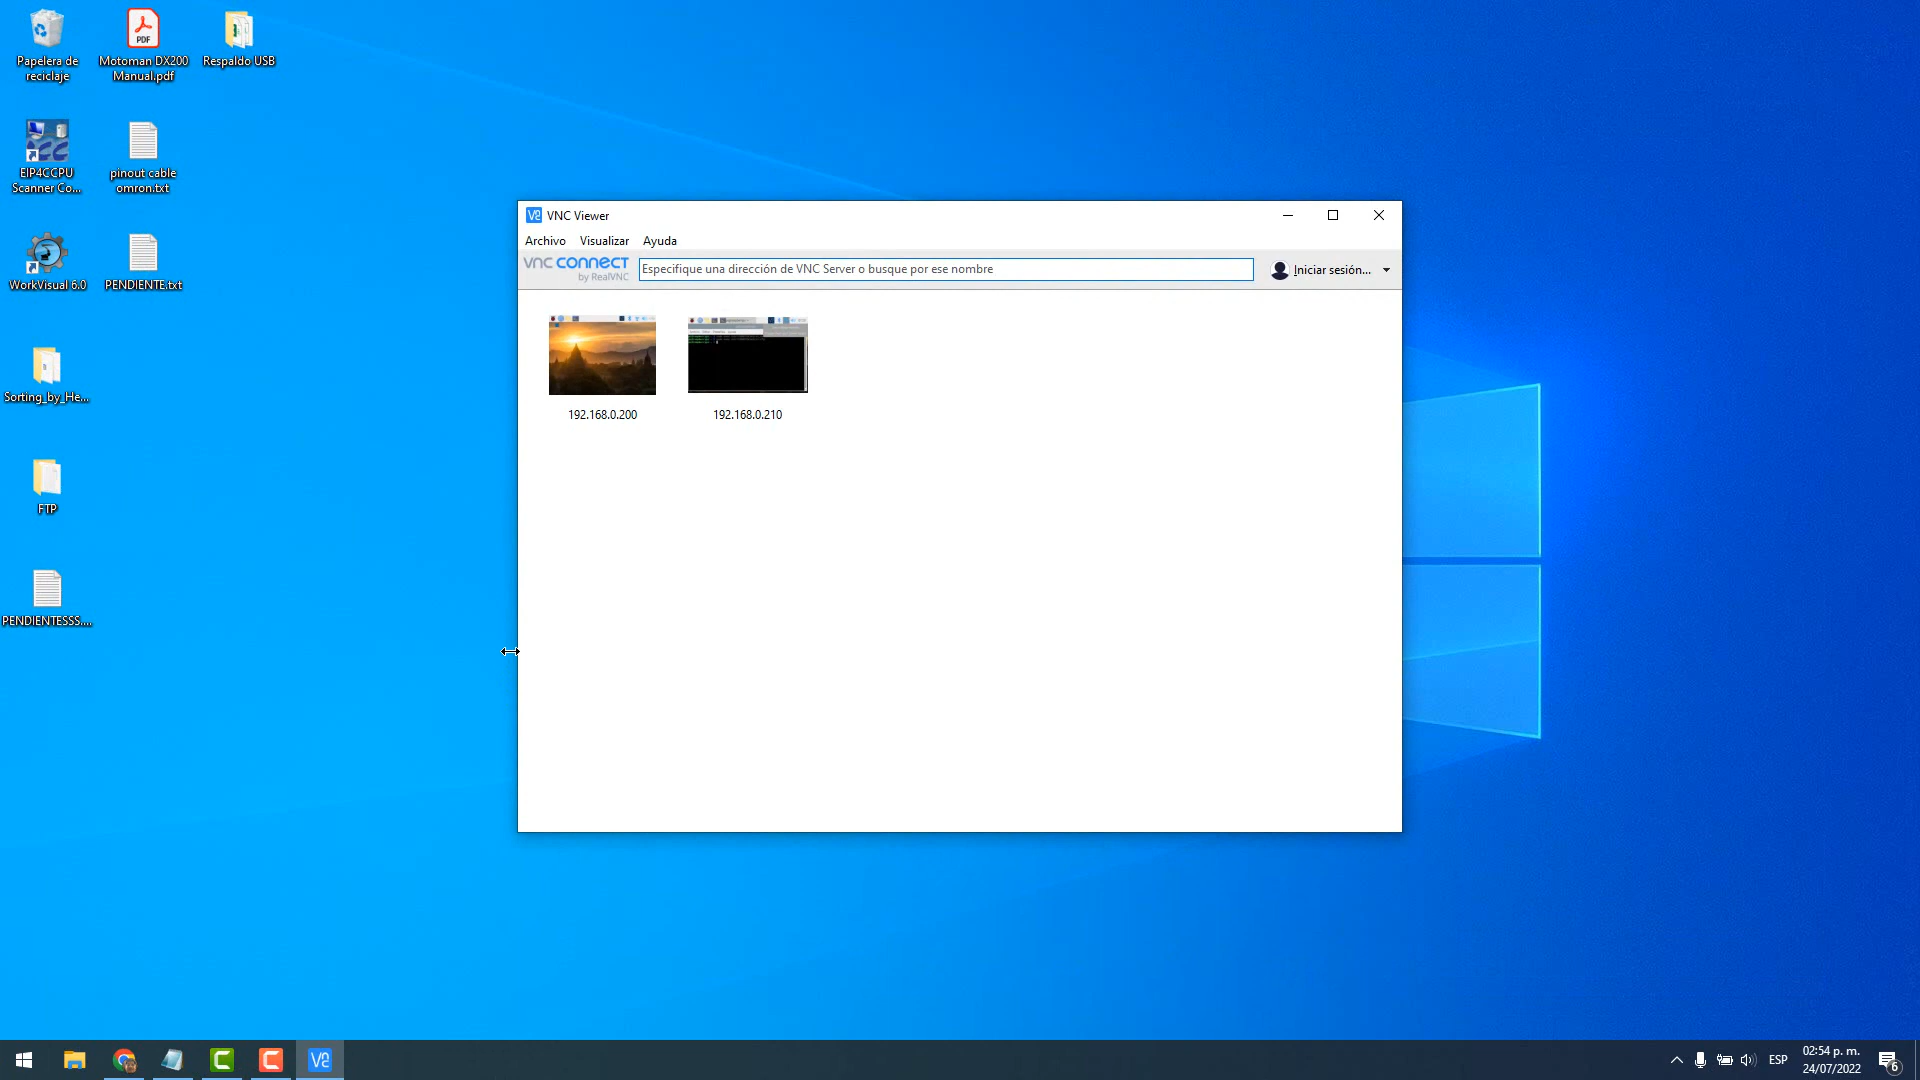 Papelera de
reciclaje
Motoman DX200
Manual.pdf
Respaldo USB
EIP4CCPU
Scanner Co...
pinout cable
omron.txt
WorkVisual 6.0
PENDIENTE.txt
Sorting_by_He...
FTP
PENDIENTESSS....
VNC Viewer
Archivo Visualizar Ayuda
vnc connect
by RealVNC
Especifique una dirección de VNC Server o busque por ese nombre
Iniciar sesión...
192.168.0.200
192.168.0.210
ESP
02:54 p. m.
24/07/2022
6